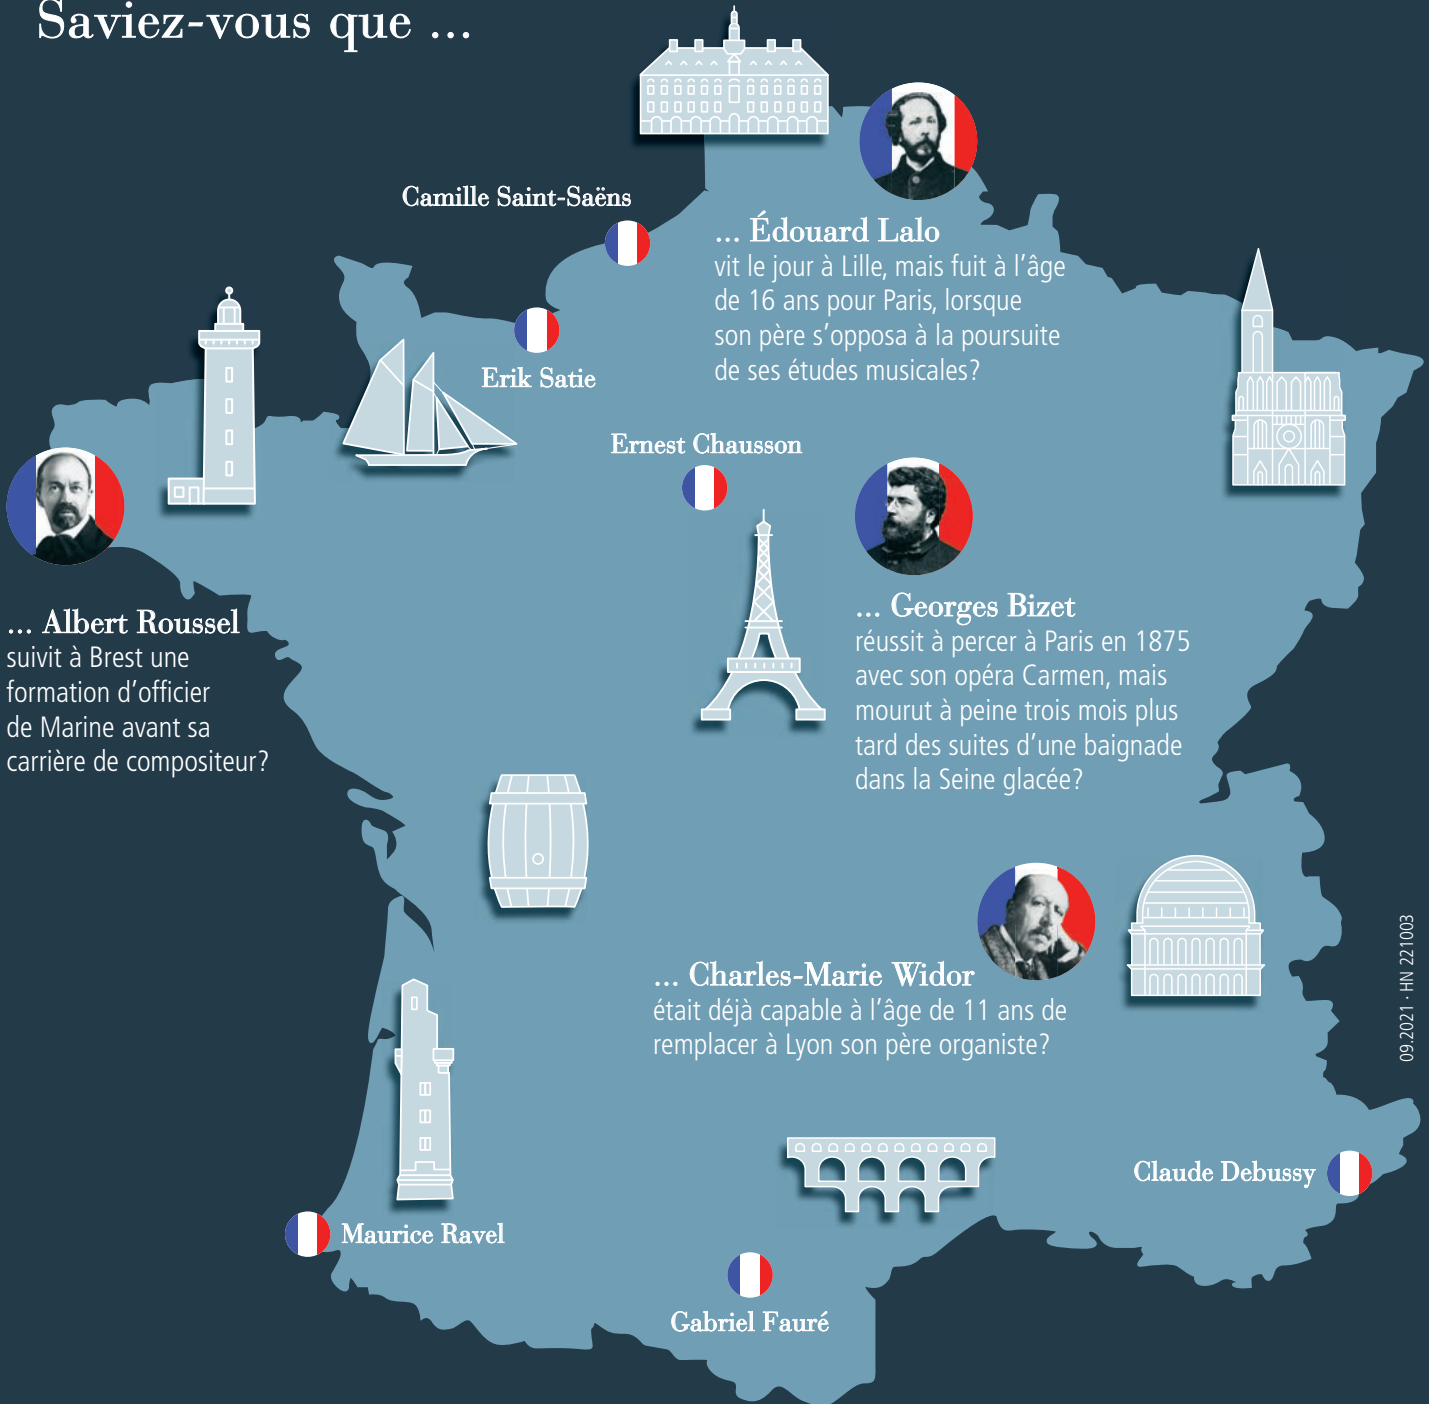 Saviez-vous que ...
Camille Saint-Saëns
... Édouard Lalo
vit le jour à Lille, mais fuit à l’âge
de 16 ans pour Paris, lorsque
son père s’opposa à la poursuite
de ses études musicales?
Erik Satie
Ernest Chausson
... Albert Roussel
suivit à Brest une
formation d’officier
de Marine avant sa
carrière de compositeur?
... Georges Bizet
réussit à percer à Paris en 1875
avec son opéra Carmen, mais
mourut à peine trois mois plus
tard des suites d’une baignade
dans la Seine glacée?
... Charles-Marie Widor
était déjà capable à l’âge de 11 ans de
remplacer à Lyon son père organiste?
Claude Debussy
Maurice Ravel
Gabriel Fauré
09.2021 · HN 221003